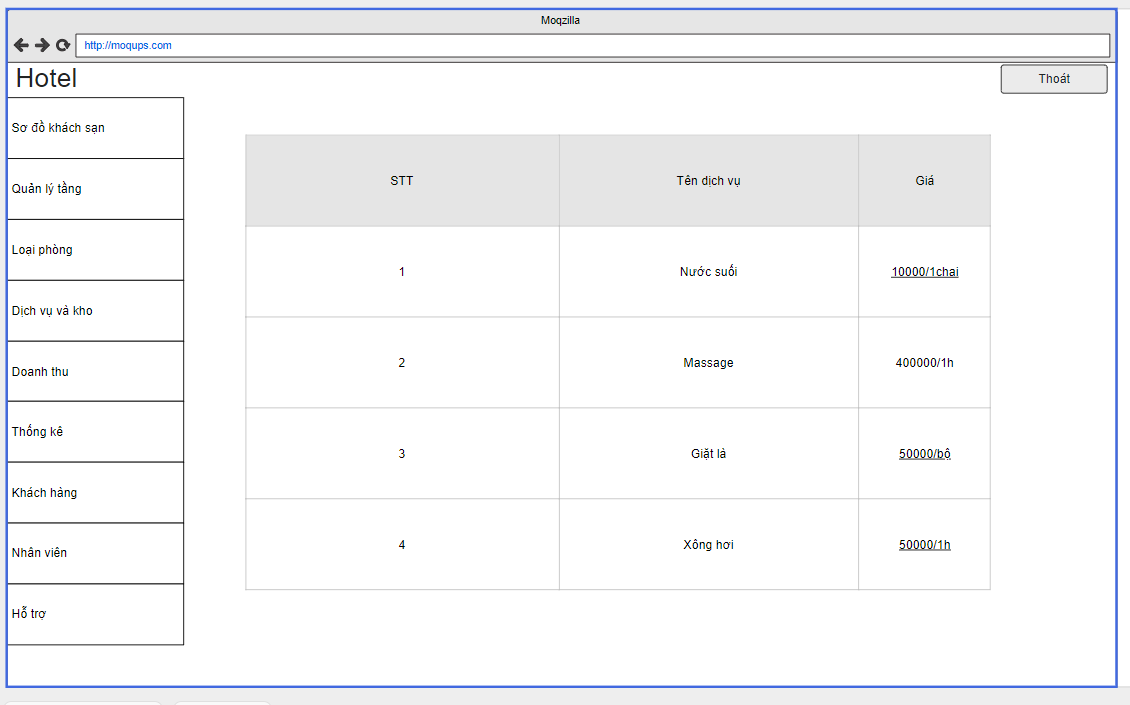 Moqzilla
http://moqups.com
Hotel
Thoát
Sơ đồ khách sạn
Quản lý tầng
Loại phòng
Dịch vụ và kho
Doanh thu
Thống kê
Khách hàng
Nhân viên
Hỗ trợ
STT Tên dịch vụ Giá
1 Nước suối 10000/1chai
2 Massage 400000/1h
3 Giặt là 50000/bộ
4 Xông hơi 50000/1h